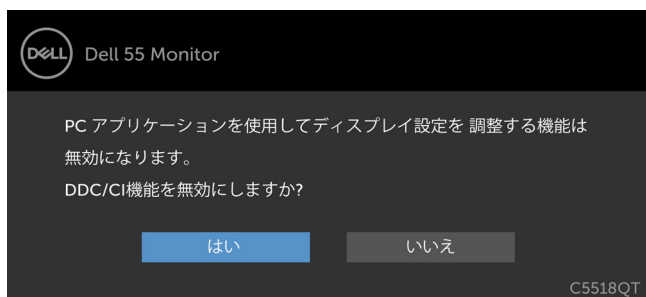 DELL
Dell 55 Monitor
PC アプリケーションを使用してディスプレイ設定を 調整する機能は
無効になります。
DDC/CI機能を無効にしますか?
はい いいえ
C5518QT